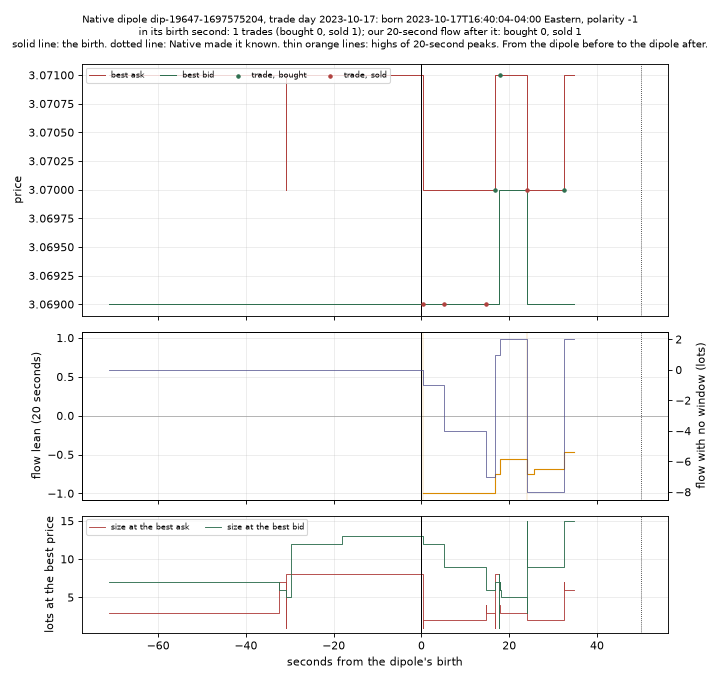 Native dipole dip-19647-1697575204, trade day 2023-10-17: born 2023-10-17T16:40:04-04:00 Eastern, polarity -1
in its birth second: 1 trades (bought 0, sold 1); our 20-second flow after it: bought 0, sold 1
solid line: the birth. dotted line: Native made it known. thin orange lines: highs of 20-second peaks. From the dipole before to the dipole after.
best ask
best bid
trade, bought
trade, sold
3.07100
3.07075
3.07050
3.07025
3.07000
3.06975
3.06950
3.06925
3.06900
price
1.0
0.5
0.0
−0.5
−1.0
flow lean (20 seconds)
2
0
−2
−4
−6
−8
flow with no window (lots)
size at the best ask
size at the best bid
15
10
5
lots at the best price
−60
−40
−20
0
20
40
seconds from the dipole's birth